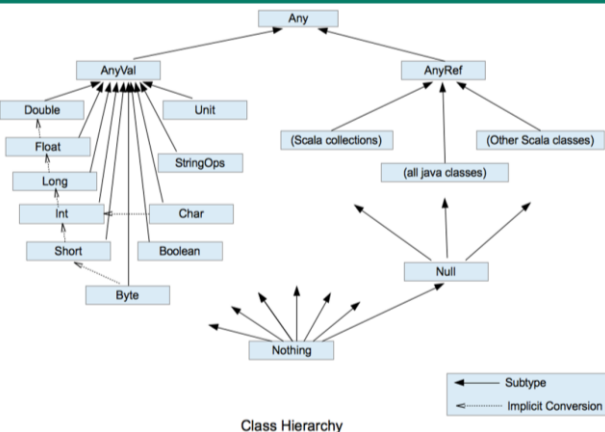 Any
AnyVal
AnyRef
Double
Unit
Float
(Scala collections)
(Other Scala classes)
StringOps
Long
(all java classes)
Int
Char
Short
Boolean
Null
Byte
Nothing
Subtype
Implicit Conversion
Class Hierarchy